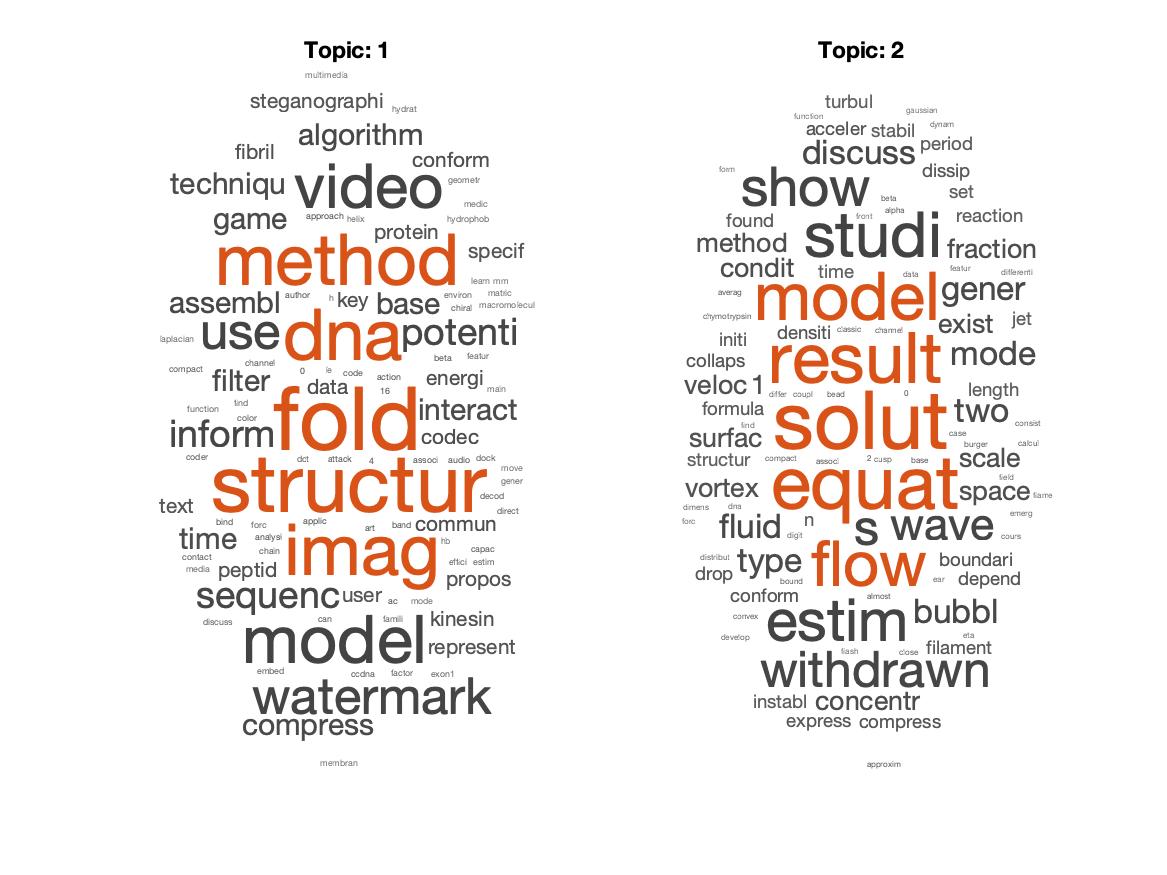 Topic: 1
multimedia
steganographi
hydrat
algorithm
fibril
conform
techniqu video geometr
medic
game approach helix hydrophob
protein
method specif
learn mm
assembl author h key base environ matric
chiral macromolecul
laplacian use dna potenti
channel beta featur
compact 0 ie code action
filter data 16 energi main
function find
color fold interact
inform codec
coder dct attack 4 associ audio dock
move
gener
structur decod
text direct
bind forc applic art band commun
time analysi imag hb
chain capac
contact effici estim
media peptid propos
sequenc user ac mode
discuss can famili kinesin
model represent
embed ccdna factor exon1
watermark
compress
membran
Topic: 2
turbul
gaussian
function
acceler stabil dynam
discuss period
form dissip
show beta set
alpha
found front reaction
studi
method fraction
condit time data featur differenti
averag model gener
chymotrypsin exist jet
initi densiti classic channel
collaps result mode
veloc 1 differ coupl bead 0 length
formula solut two
find consist
surfac case burger calcul
structur compact associ 2 cusp base scale
field
vortex equat space flame
dimens dna
forc fluid digit n s wave emerg
cours
distribut type flow boundari
drop bound ear depend
conform almost
convex estim bubbl
develop eta
flash close filament
withdrawn
instabl concentr
express compress
approxim